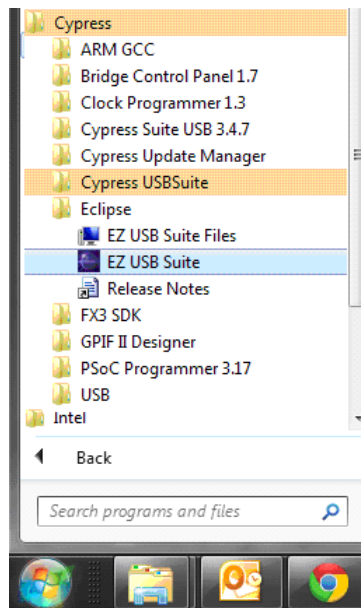 Cypress
ARM GCC
Bridge Control Panel 1.7
Clock Programmer 1.3
Cypress Suite USB 3.4.7
Cypress Update Manager
Cypress USBSuite
Eclipse
EZ USB Suite Files
EZ USB Suite
Release Notes
FX3 SDK
GPIF II Designer
PSoC Programmer 3.17
USB
Intel
Back
Search programs and files